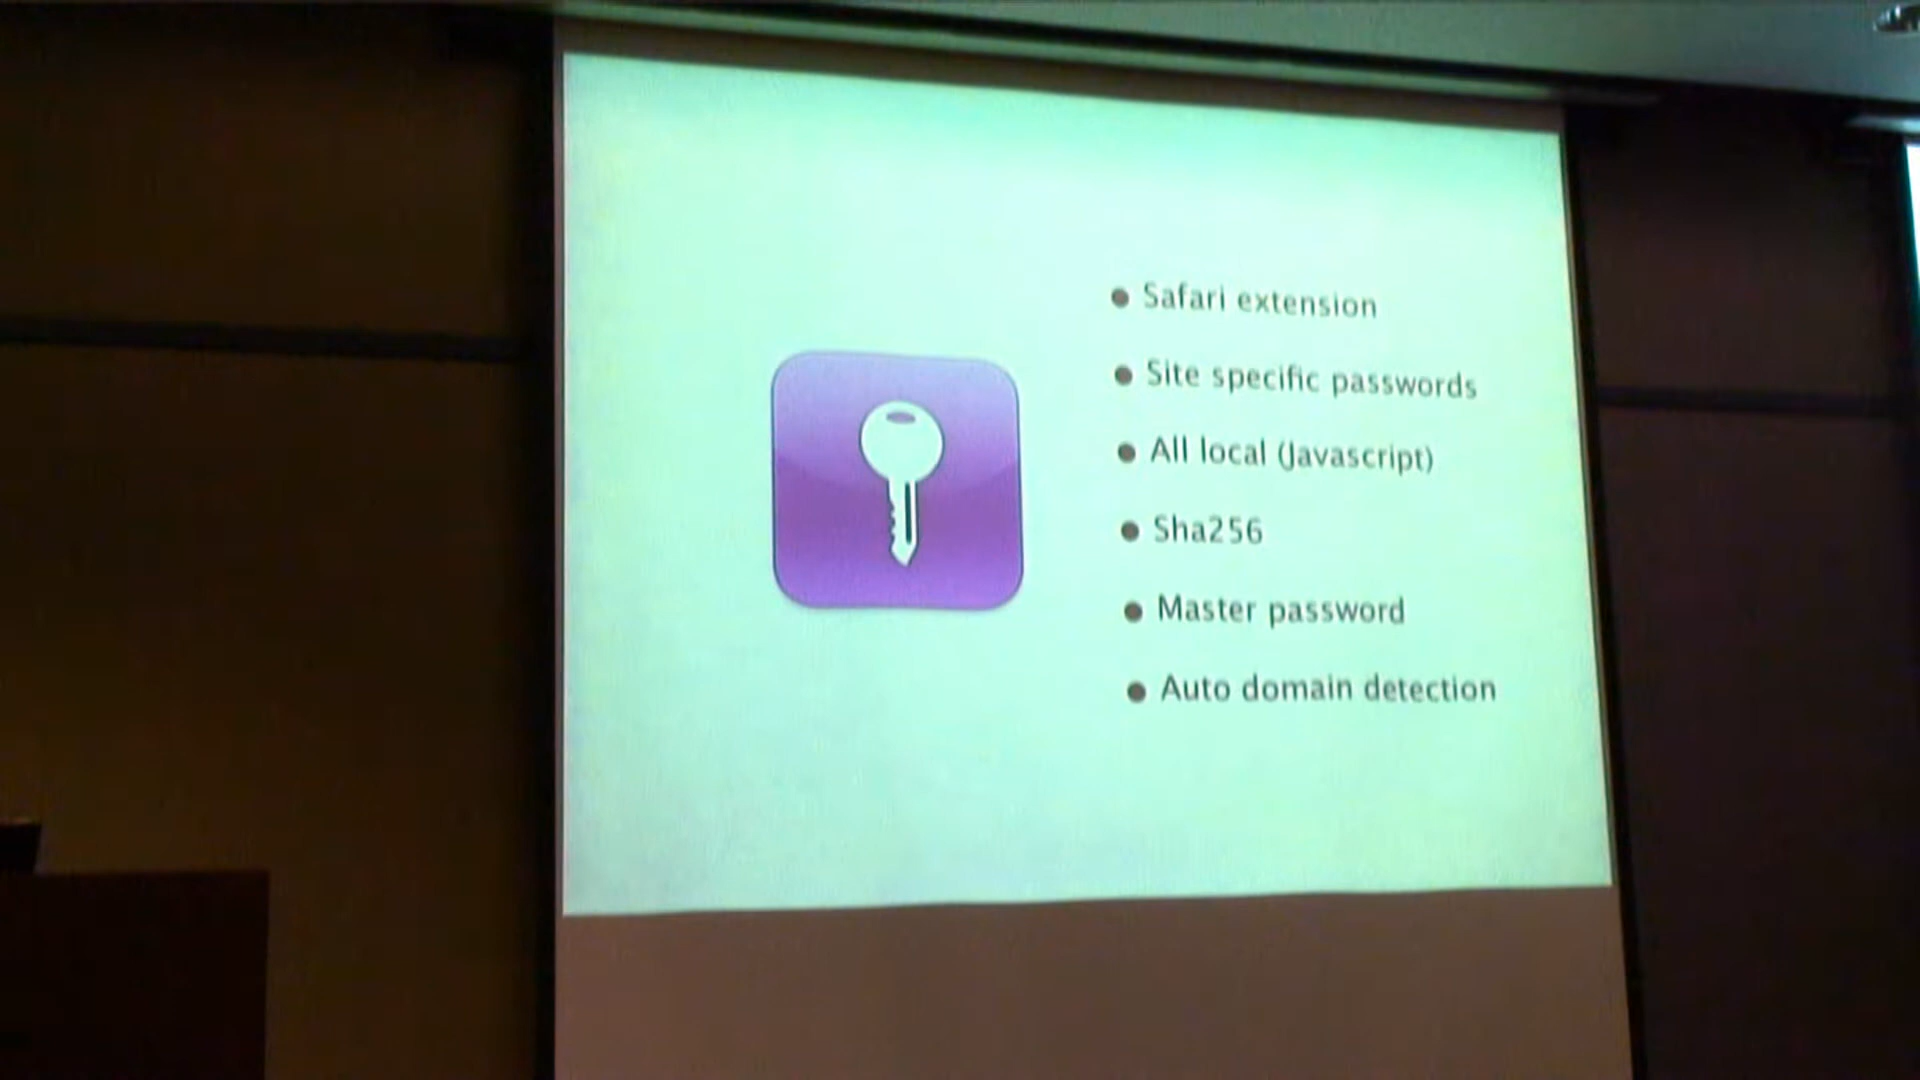 Safari extension
Site specific passwords
All local (Javascript)
Sha256
Master password
Auto domain detection